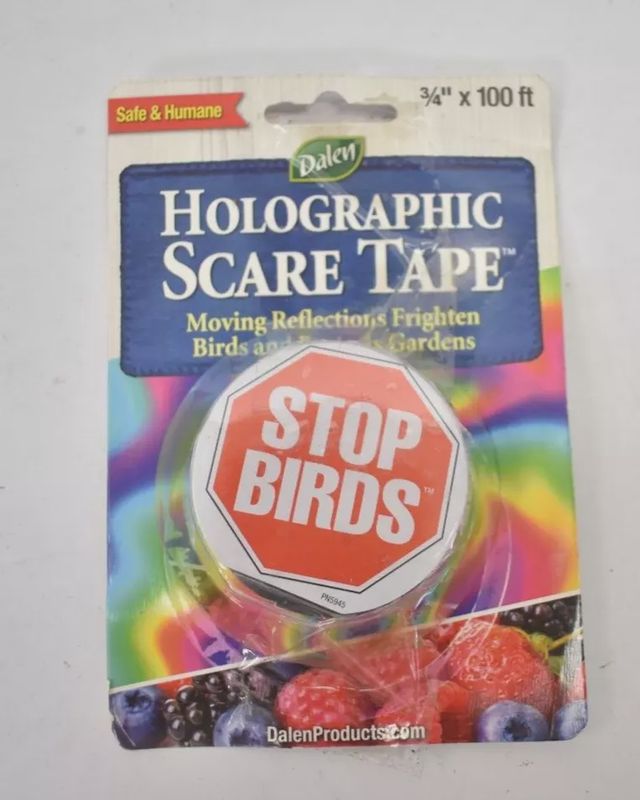 Safe & Humane
¾" x 100 ft
Dalen
HOLOGRAPHIC
SCARE TAPE™
Moving Reflections Frighten
Birds and Gardens
STOP
BIRDS™
PN5945
DalenProducts.com